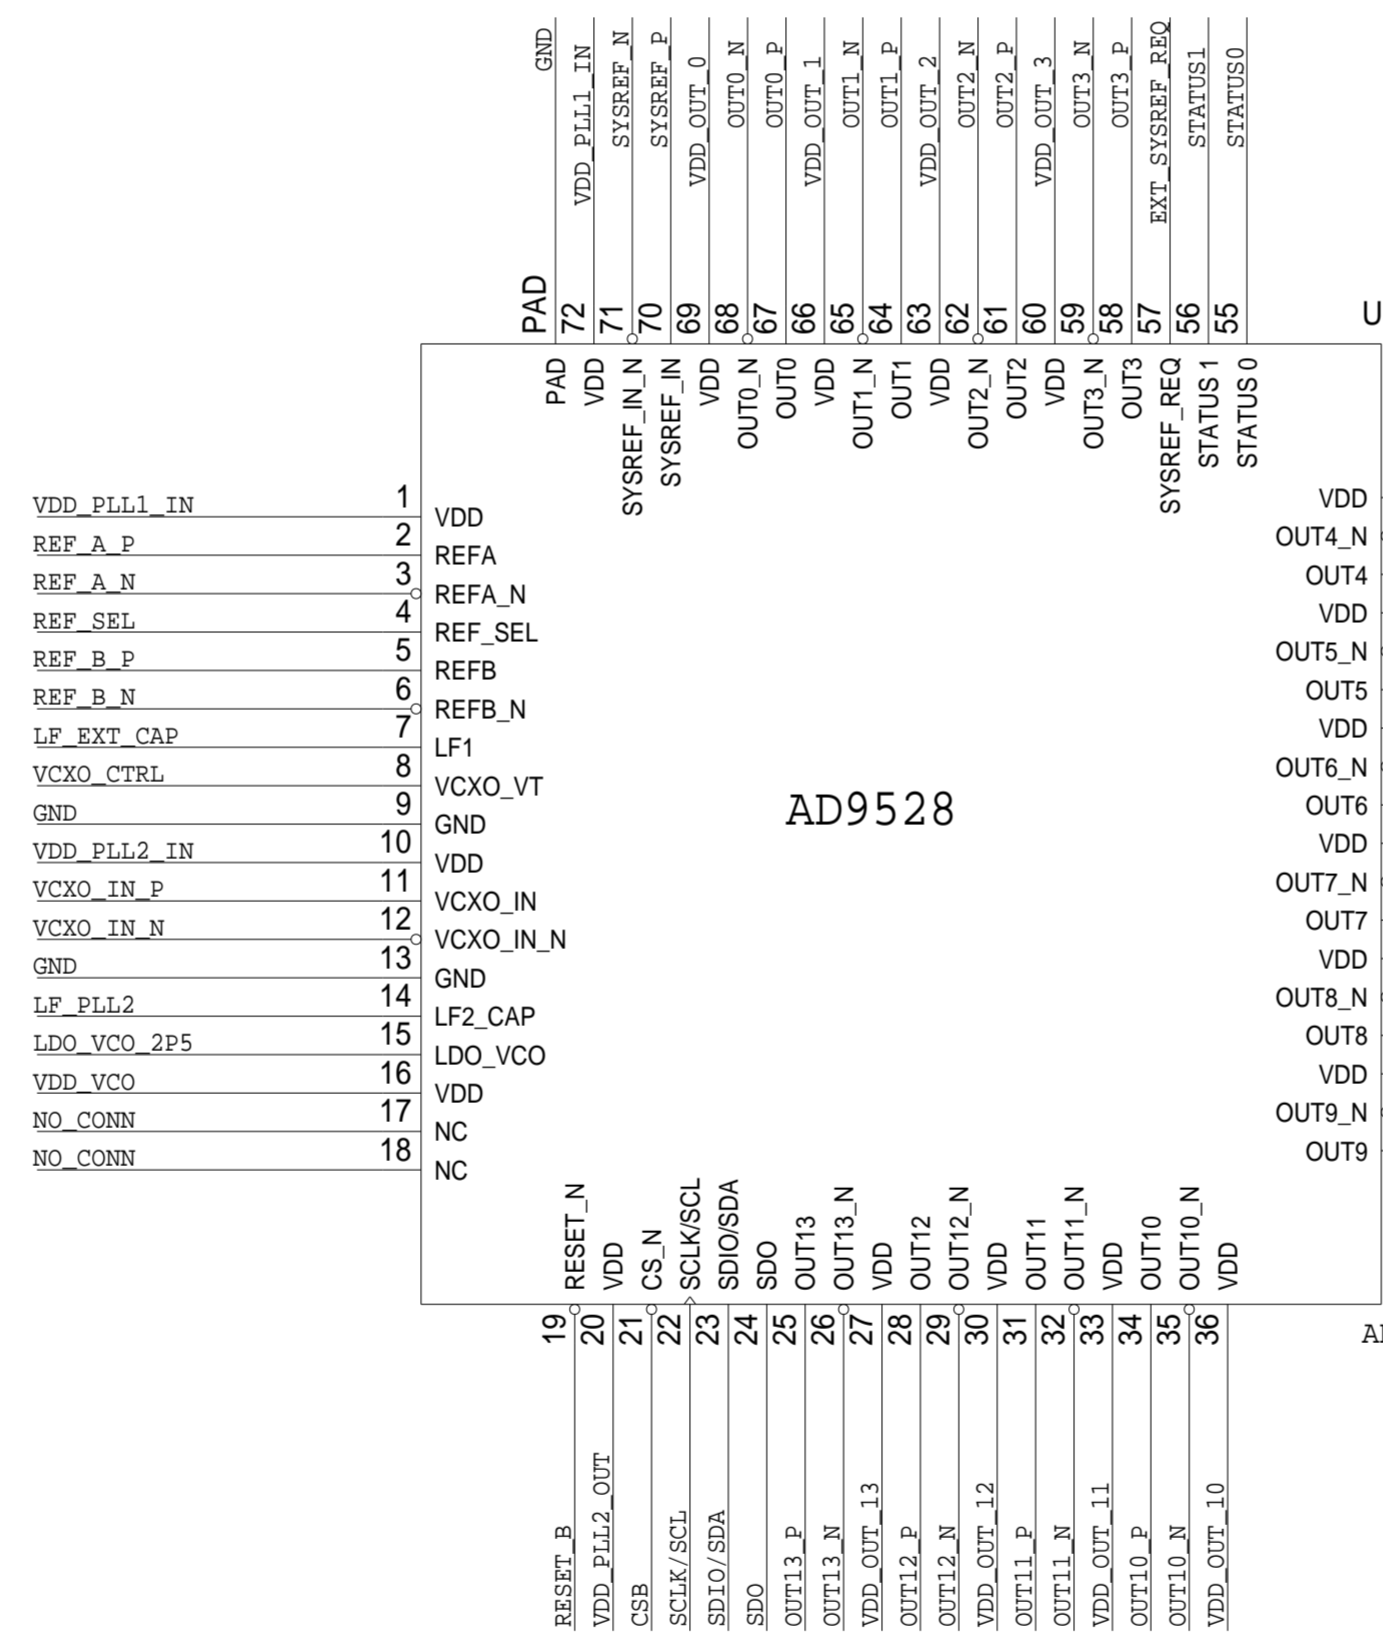 GND
VDD_PLL1_IN
SYSREF_N
SYSREF_P
VDD_OUT_0
OUT0_N
OUT0_P
VDD_OUT_1
OUT1_N
OUT1_P
VDD_OUT_2
OUT2_N
OUT2_P
VDD_OUT_3
OUT3_N
OUT3_P
EXT_SYSREF_REQ
STATUS1
STATUS0
PAD
72
71
70
69
68
67
66
65
64
63
62
61
60
59
58
57
56
55
U
PAD
VDD
SYSREF_IN_N
SYSREF_IN
VDD
OUT0_N
OUT0
VDD
OUT1_N
OUT1
VDD
OUT2_N
OUT2
VDD
OUT3_N
OUT3
SYSREF_REQ
STATUS 1
STATUS 0
VDD_PLL1_IN 1 VDD
REF_A_P 2 REFA
REF_A_N 3 REFA_N
REF_SEL 4 REF_SEL
REF_B_P 5 REFB
REF_B_N 6 REFB_N
LF_EXT_CAP 7 LF1
VCXO_CTRL 8 VCXO_VT
GND 9 GND
VDD_PLL2_IN 10 VDD
VCXO_IN_P 11 VCXO_IN
VCXO_IN_N 12 VCXO_IN_N
GND 13 GND
LF_PLL2 14 LF2_CAP
LDO_VCO_2P5 15 LDO_VCO
VDD_VCO 16 VDD
NO_CONN 17 NC
NO_CONN 18 NC
AD9528
VDD
OUT4_N
OUT4
VDD
OUT5_N
OUT5
VDD
OUT6_N
OUT6
VDD
OUT7_N
OUT7
VDD
OUT8_N
OUT8
VDD
OUT9_N
OUT9
RESET_N
VDD
CS_N
SCLK/SCL
SDIO/SDA
SDO
OUT13
OUT13_N
VDD
OUT12
OUT12_N
VDD
OUT11
OUT11_N
VDD
OUT10
OUT10_N
VDD
19
20
21
22
23
24
25
26
27
28
29
30
31
32
33
34
35
36
RESET_B
VDD_PLL2_OUT
CSB
SCLK/SCL
SDIO/SDA
SDO
OUT13_P
OUT13_N
VDD_OUT_13
OUT12_P
OUT12_N
VDD_OUT_12
OUT11_P
OUT11_N
VDD_OUT_11
OUT10_P
OUT10_N
VDD_OUT_10